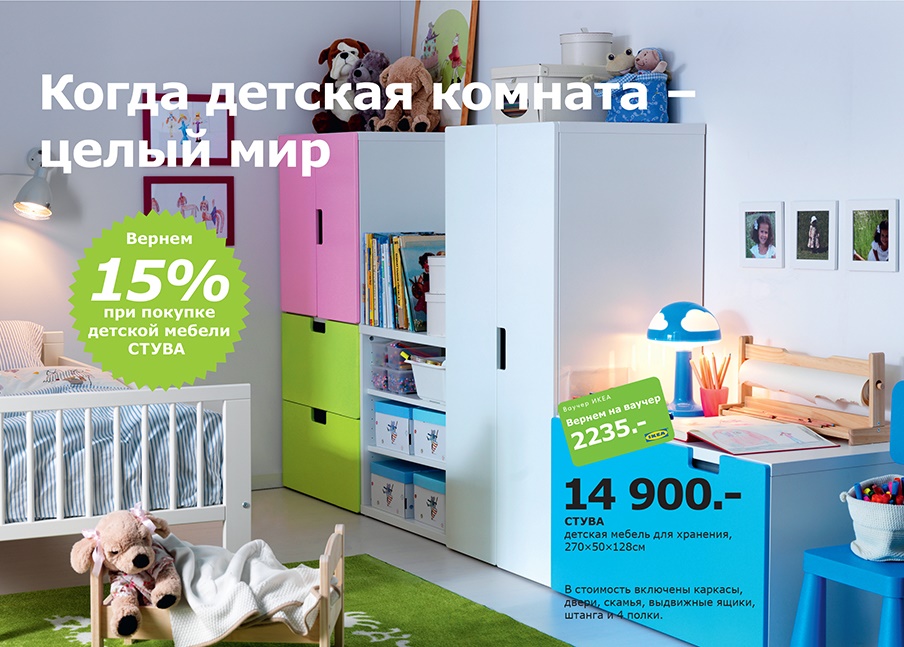 Когда детская комната –
целый мир
Вернем
15%
при покупке
детской мебели
СТУВА
Ваучер ИКЕА
Вернем на ваучер
2235.-
IKEA
14 900.-
СТУВА
детская мебель для хранения,
270×50×128см
В стоимость включены каркасы,
двери, скамья, выдвижные ящики,
штанга и 4 полки.